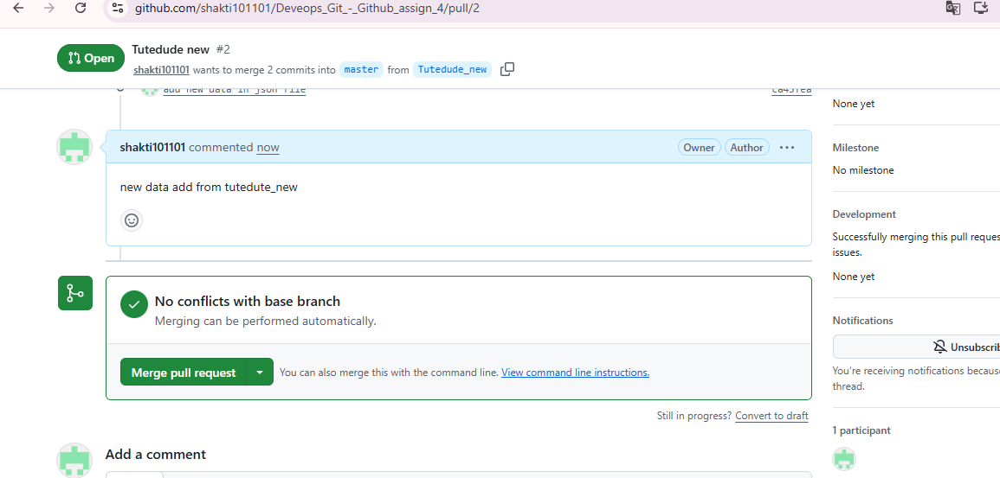 github.com/shakti101101/Deveops_Git_-_Github_assign_4/pull/2
Open
Tutedude new #2
shakti101101 wants to merge 2 commits into master from Tutedude_new
add new data in json file
ca45fea
None yet
shakti101101 commented now
Owner
Author
Milestone
No milestone
new data add from tutedute_new
Development
Successfully merging this pull reques
issues.
None yet
No conflicts with base branch
Merging can be performed automatically.
Notifications
Unsubscrib
Merge pull request
You can also merge this with the command line. View command line instructions.
You're receiving notifications becaus
thread.
Still in progress? Convert to draft
1 participant
Add a comment